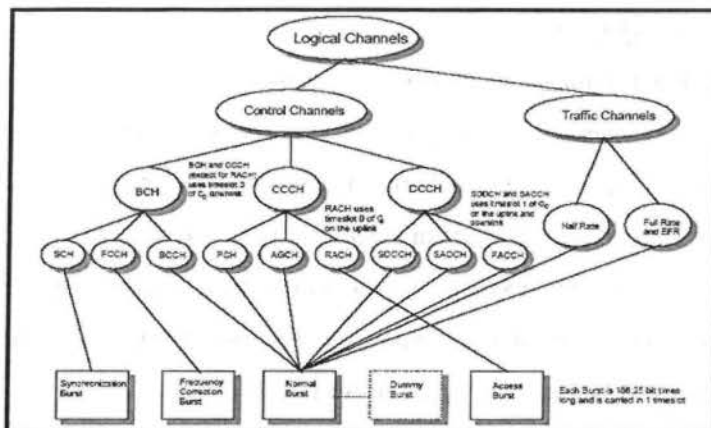 Logical Channels
Control Channels
Traffic Channels
BCH and CCCH
(except for RACH)
uses timeslot 0
of C0 downlink
BCH
CCCH
DCCH
RACH uses
timeslot 0 of C0
on the uplink
SDCCH and SACCH
uses timeslot 1 of C0
on the uplink and
downlink
Half Rate
Full Rate
and EFR
SCH
FCCH
BCCH
PCH
AGCH
RACH
SDCCH
SADCH
FACCH
Synchronization
Burst
Frequency
Correction
Burst
Normal
Burst
Dummy
Burst
Access
Burst
Each Burst is 156.25 bit times
long and is carried in 1 timeslot